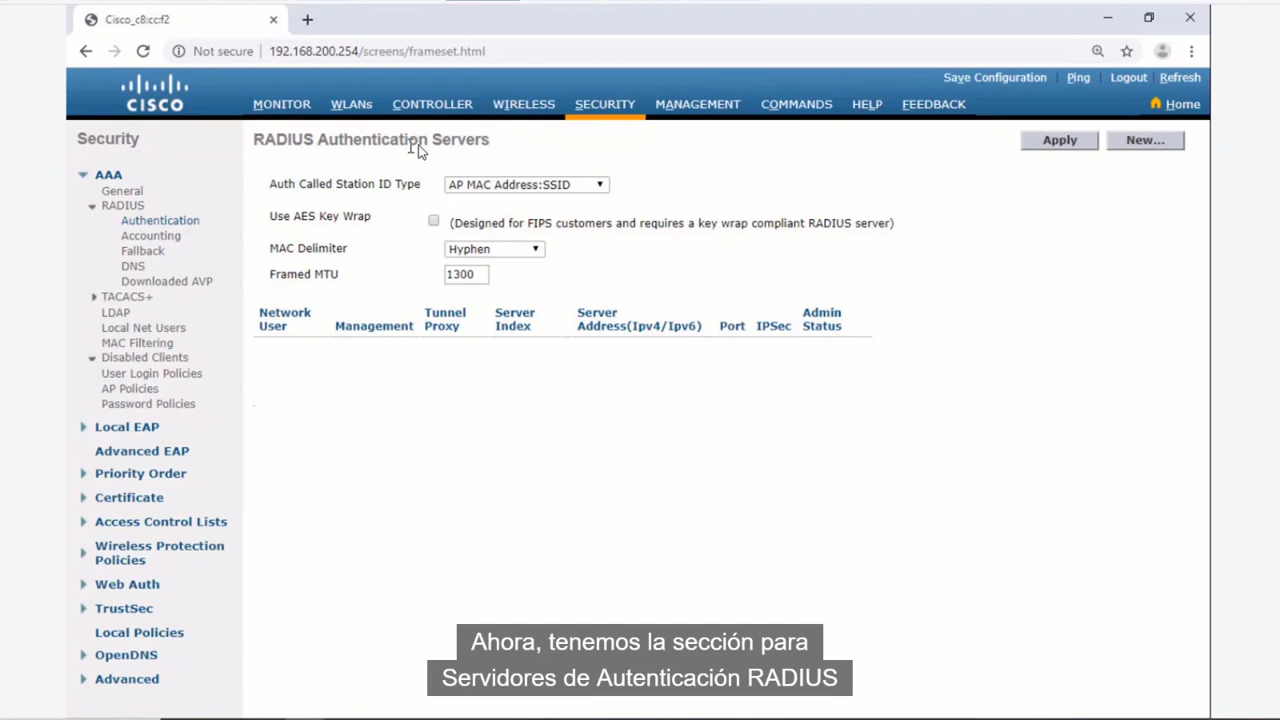 Cisco_c8:cc:f2
Not secure | 192.168.200.254/screens/frameset.html
Save Configuration Ping Logout Refresh
CISCO
MONITOR WLANs CONTROLLER WIRELESS SECURITY MANAGEMENT COMMANDS HELP FEEDBACK Home
Security
AAA
General
RADIUS
Authentication
Accounting
Fallback
DNS
Downloaded AVP
TACACS+
LDAP
Local Net Users
MAC Filtering
Disabled Clients
User Login Policies
AP Policies
Password Policies
Local EAP
Advanced EAP
Priority Order
Certificate
Access Control Lists
Wireless Protection
Policies
Web Auth
TrustSec
Local Policies
OpenDNS
Advanced
RADIUS Authentication Servers
Apply New...
Auth Called Station ID Type AP MAC Address:SSID
Use AES Key Wrap (Designed for FIPS customers and requires a key wrap compliant RADIUS server)
MAC Delimiter Hyphen
Framed MTU 1300
Network User Management Tunnel Proxy Server Index Server Address(Ipv4/Ipv6) Port IPSec Admin Status
Ahora, tenemos la sección para
Servidores de Autenticación RADIUS